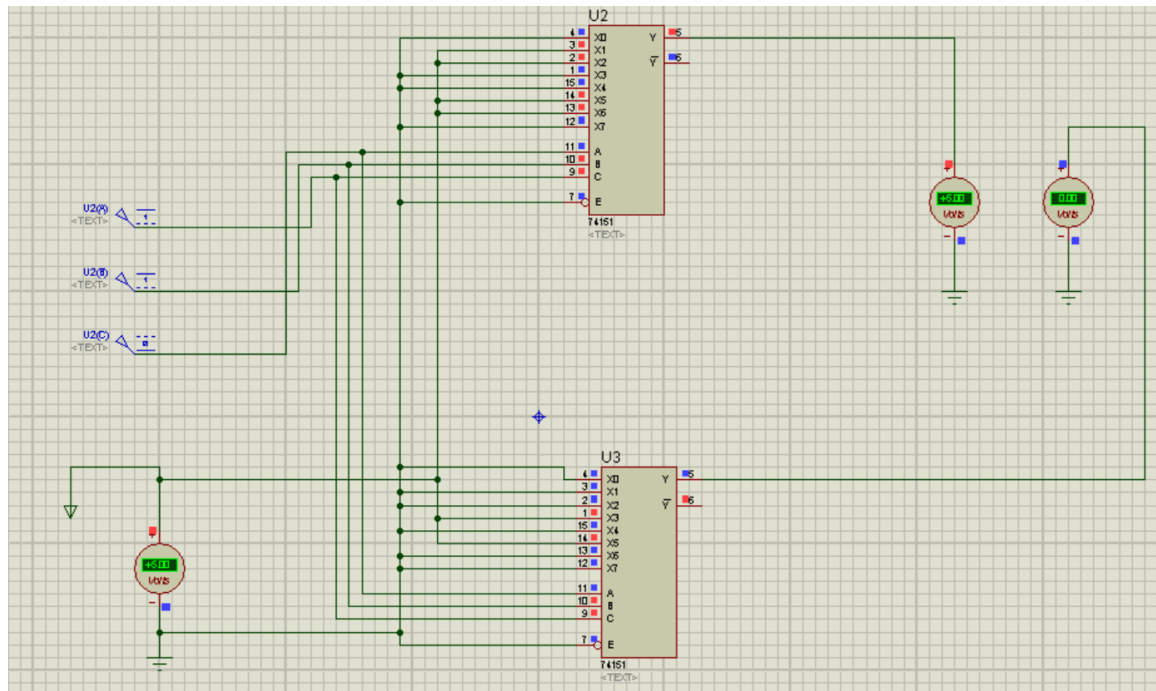 U2
4 X0 Y 5
3 X1
2 X2 Y 6
1 X3
15 X4
14 X5
13 X6
12 X7
11 A
10 B
9 C
7 E
74151
<TEXT>
U2(A)
<TEXT>
1
U2(B)
<TEXT>
1
U2(C)
<TEXT>
0
+
+5.00
Volts
−
+
0.00
Volts
−
U3
4 X0 Y 5
3 X1
2 X2 Y 6
1 X3
15 X4
14 X5
13 X6
12 X7
11 A
10 B
9 C
7 E
74151
<TEXT>
+
+5.00
Volts
−